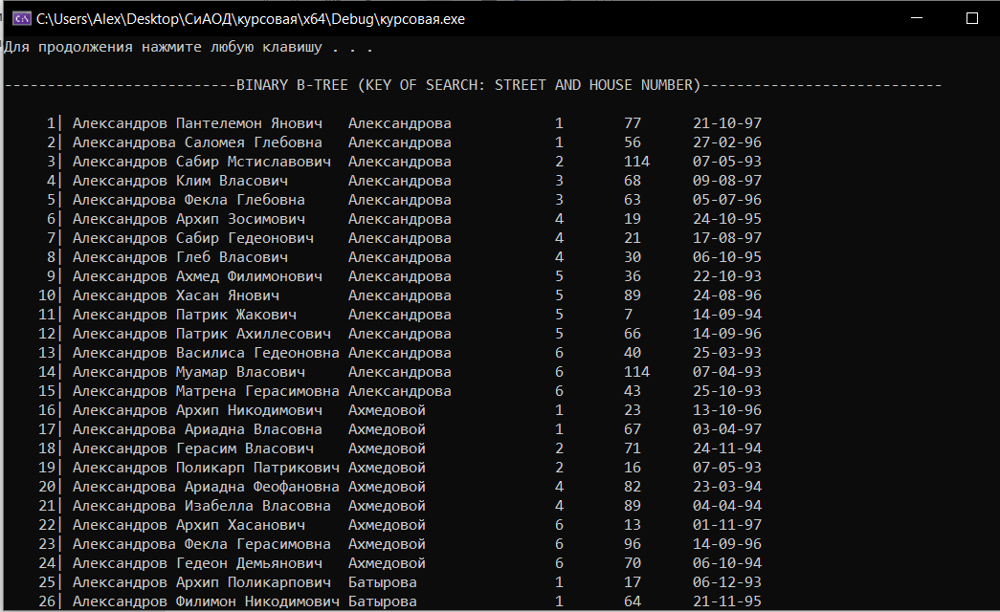 C:\Users\Alex\Desktop\СиАОД\курсовая\x64\Debug\курсовая.exe
Для продолжения нажмите любую клавишу . . .
---------------------------BINARY B-TREE (KEY OF SEARCH: STREET AND HOUSE NUMBER)----------------------------
1| Александров Пантелемон Янович Александрова 1 77 21-10-97
2| Александрова Саломея Глебовна Александрова 1 56 27-02-96
3| Александров Сабир Мстиславович Александрова 2 114 07-05-93
4| Александров Клим Власович Александрова 3 68 09-08-97
5| Александрова Фекла Глебовна Александрова 3 63 05-07-96
6| Александров Архип Зосимович Александрова 4 19 24-10-95
7| Александров Сабир Гедеонович Александрова 4 21 17-08-97
8| Александров Глеб Власович Александрова 4 30 06-10-95
9| Александров Ахмед Филимонович Александрова 5 36 22-10-93
10| Александров Хасан Янович Александрова 5 89 24-08-96
11| Александров Патрик Жакович Александрова 5 7 14-09-94
12| Александров Патрик Ахиллесович Александрова 5 66 14-09-96
13| Александров Василиса Гедеоновна Александрова 6 40 25-03-93
14| Александров Муамар Власович Александрова 6 114 07-04-93
15| Александров Матрена Герасимовна Александрова 6 43 25-10-93
16| Александров Архип Никодимович Ахмедовой 1 23 13-10-96
17| Александрова Ариадна Власовна Ахмедовой 1 67 03-04-97
18| Александров Герасим Власович Ахмедовой 2 71 24-11-94
19| Александров Поликарп Патрикович Ахмедовой 2 16 07-05-93
20| Александрова Ариадна Феофановна Ахмедовой 4 82 23-03-94
21| Александрова Изабелла Власовна Ахмедовой 4 89 04-04-94
22| Александров Архип Хасанович Ахмедовой 6 13 01-11-97
23| Александрова Фекла Герасимовна Ахмедовой 6 96 14-09-96
24| Александров Гедеон Демьянович Ахмедовой 6 70 06-10-94
25| Александров Архип Поликарпович Батырова 1 17 06-12-93
26| Александров Филимон Никодимович Батырова 1 64 21-11-95